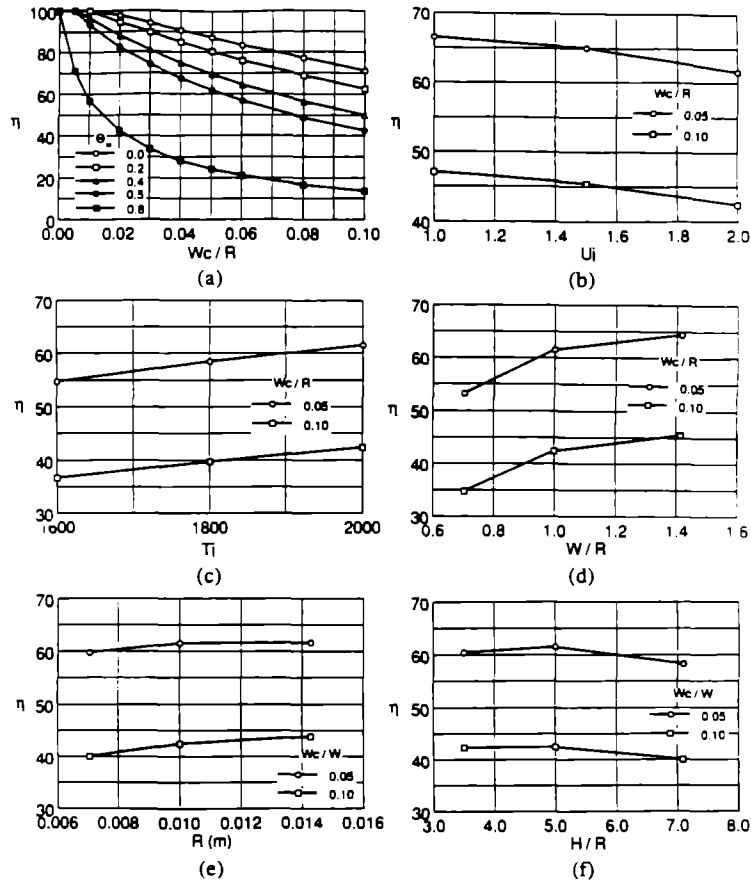 100
80
60
40
20
0
η
Θ
0.0
0.2
0.4
0.5
0.8
0.00 0.02 0.04 0.06 0.08 0.10
Wc / R
(a)
70
60
50
40
η
Wc / R
0.05
0.10
1.0 1.2 1.4 1.6 1.8 2.0
Ui
(b)
70
60
50
40
30
η
Wc / R
0.05
0.10
1600 1800 2000
Ti
(c)
70
60
50
40
30
η
Wc / R
0.05
0.10
0.6 0.8 1.0 1.2 1.4 1.6
W / R
(d)
70
60
50
40
30
η
Wc / W
0.05
0.10
0.006 0.008 0.010 0.012 0.014 0.016
R (m)
(e)
70
60
50
40
30
η
Wc / W
0.05
0.10
3.0 4.0 5.0 6.0 7.0 8.0
H / R
(f)